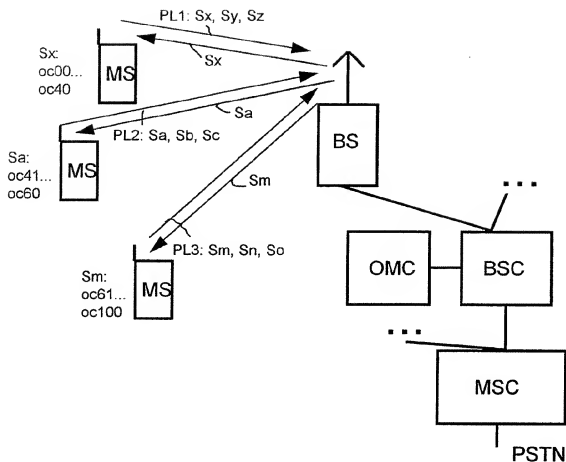 PL1: Sx, Sy, Sz
Sx
Sx:
oc00...
oc40
MS
Sa
PL2: Sa, Sb, Sc
Sa:
oc41...
oc60
MS
BS
Sm
...
PL3: Sm, Sn, So
Sm:
oc61...
oc100
MS
OMC
BSC
...
MSC
PSTN